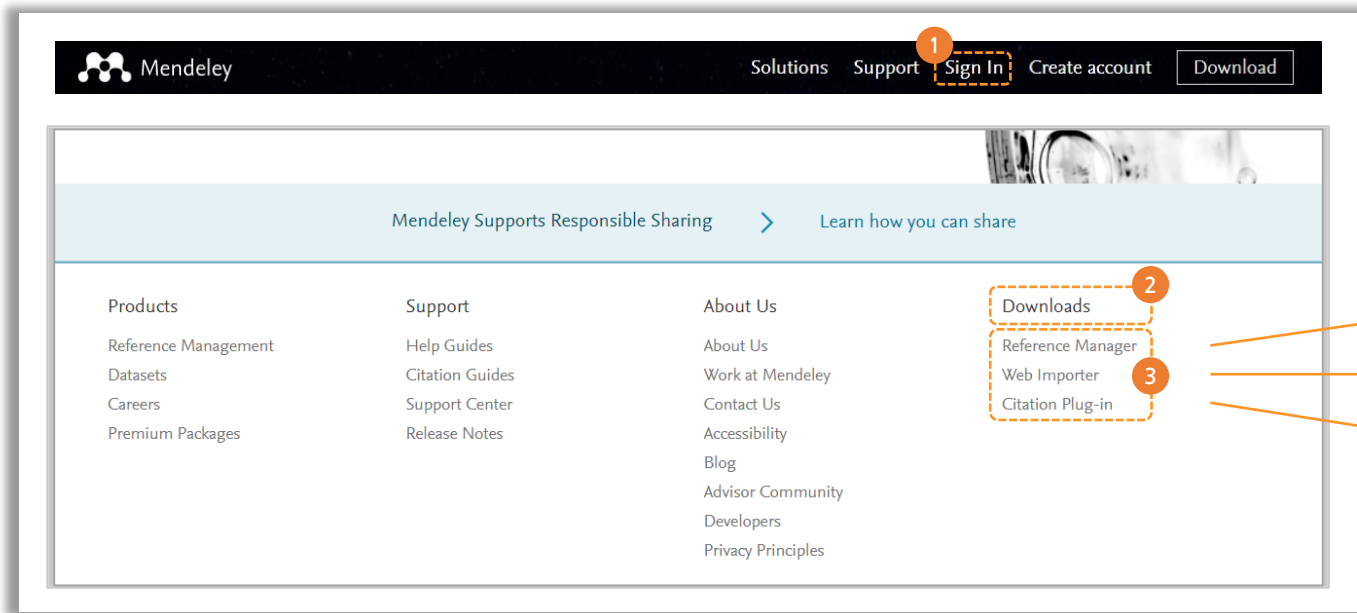 Mendeley
Solutions Support Sign In Create account Download
1
Mendeley Supports Responsible Sharing Learn how you can share
Products
Reference Management
Datasets
Careers
Premium Packages
Support
Help Guides
Citation Guides
Support Center
Release Notes
About Us
About Us
Work at Mendeley
Contact Us
Accessibility
Blog
Advisor Community
Developers
Privacy Principles
2
Downloads
Reference Manager
Web Importer
3
Citation Plug-in